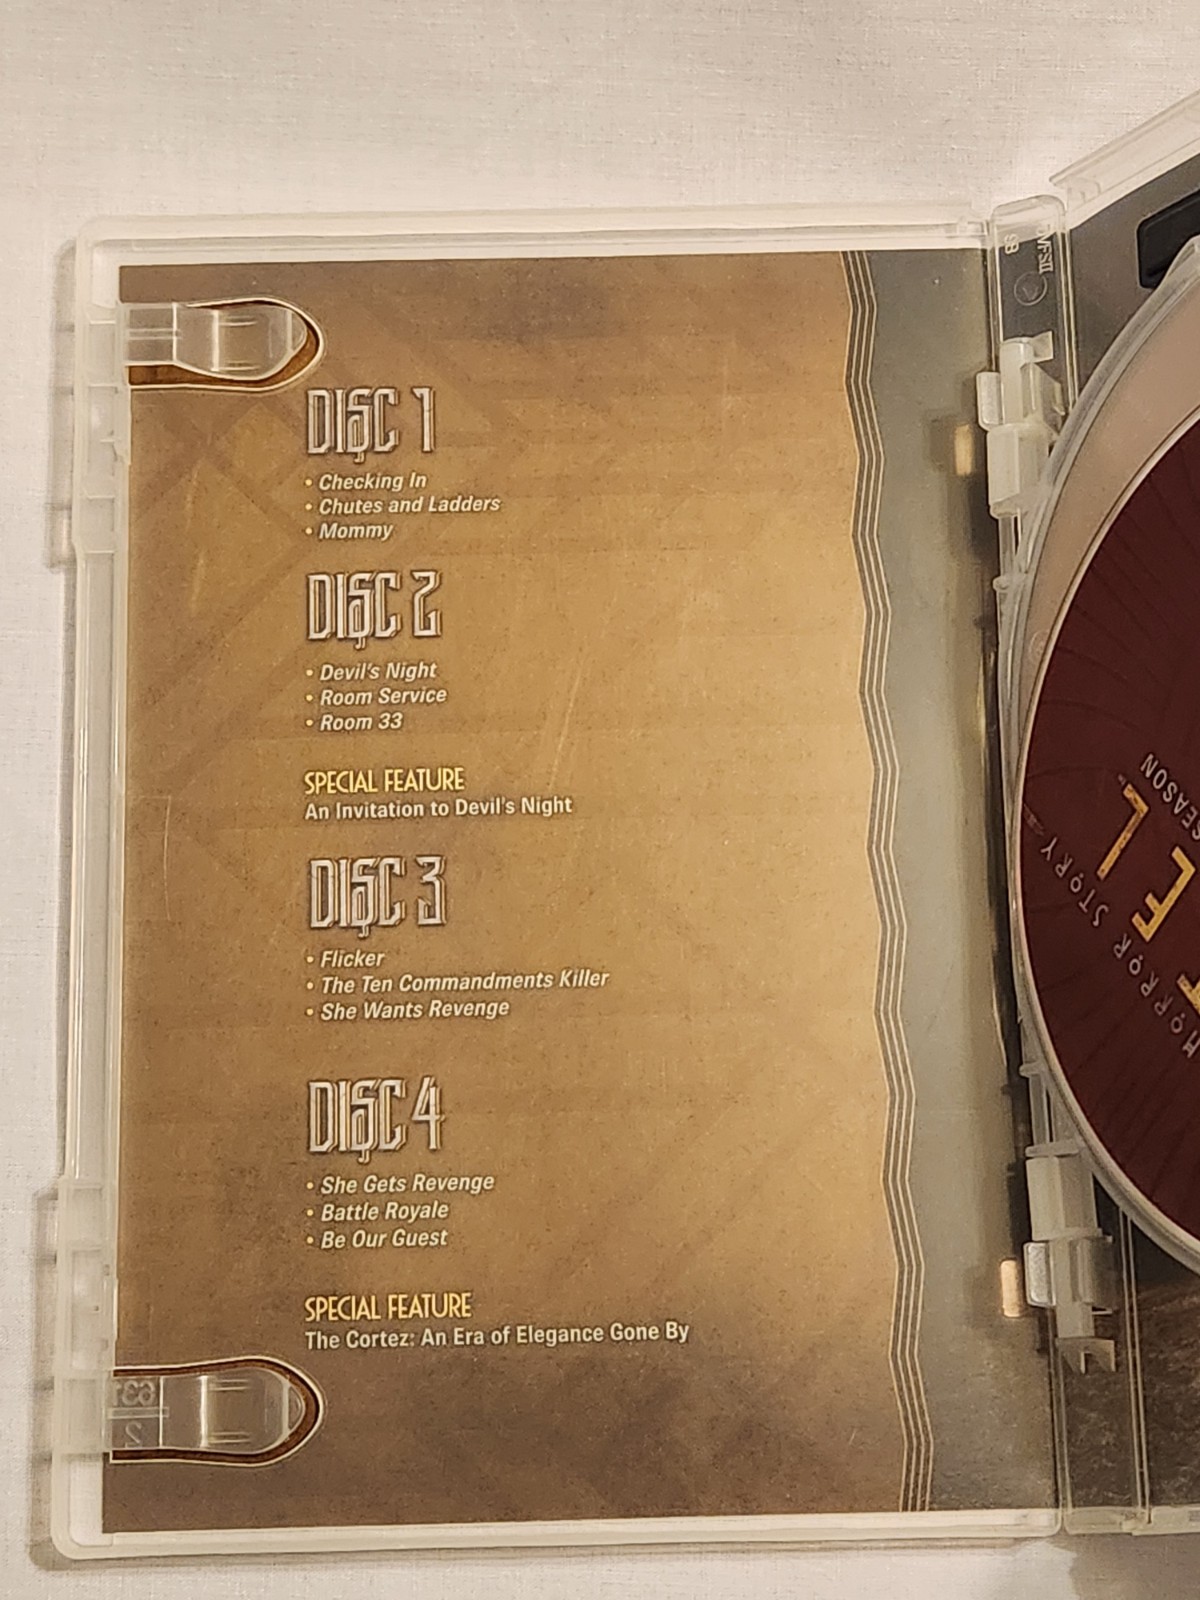 DISC 1
• Checking In
• Chutes and Ladders
• Mommy
DISC 2
• Devil's Night
• Room Service
• Room 33
SPECIAL FEATURE
An Invitation to Devil's Night
DISC 3
• Flicker
• The Ten Commandments Killer
• She Wants Revenge
DISC 4
• She Gets Revenge
• Battle Royale
• Be Our Guest
SPECIAL FEATURE
The Cortez: An Era of Elegance Gone By
HORROR STORY
EL
SEASON